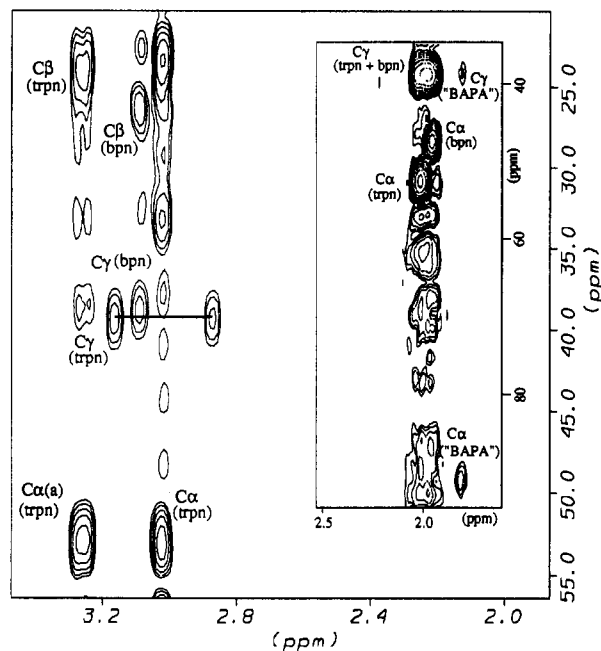 Cβ
(trpn)
Cβ
(bpn)
Cγ (bpn)
Cγ
(trpn)
Cα(a)
(trpn)
Cα
(trpn)
Cγ
(trpn + bpn)
Cγ
("BAPA")
Cα
(bpn)
Cα
(trpn)
Cα
("BAPA")
40
60
80
(ppm)
2.5
2.0
(ppm)
25.0
30.0
35.0
40.0
45.0
50.0
55.0
(ppm)
3.2
2.8
2.4
2.0
(ppm)